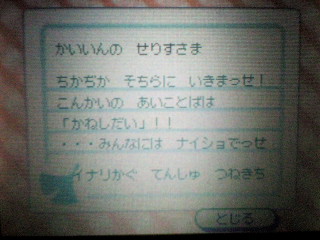 かいいんの　せりすさま
ちかぢか　そちらに　いきまっせ！
こんかいの　あいことばは
「かねしだい」！！
・・・みんなには　ナイショでっせ
イナリかぐ　てんしゅ　つねきち
とじる